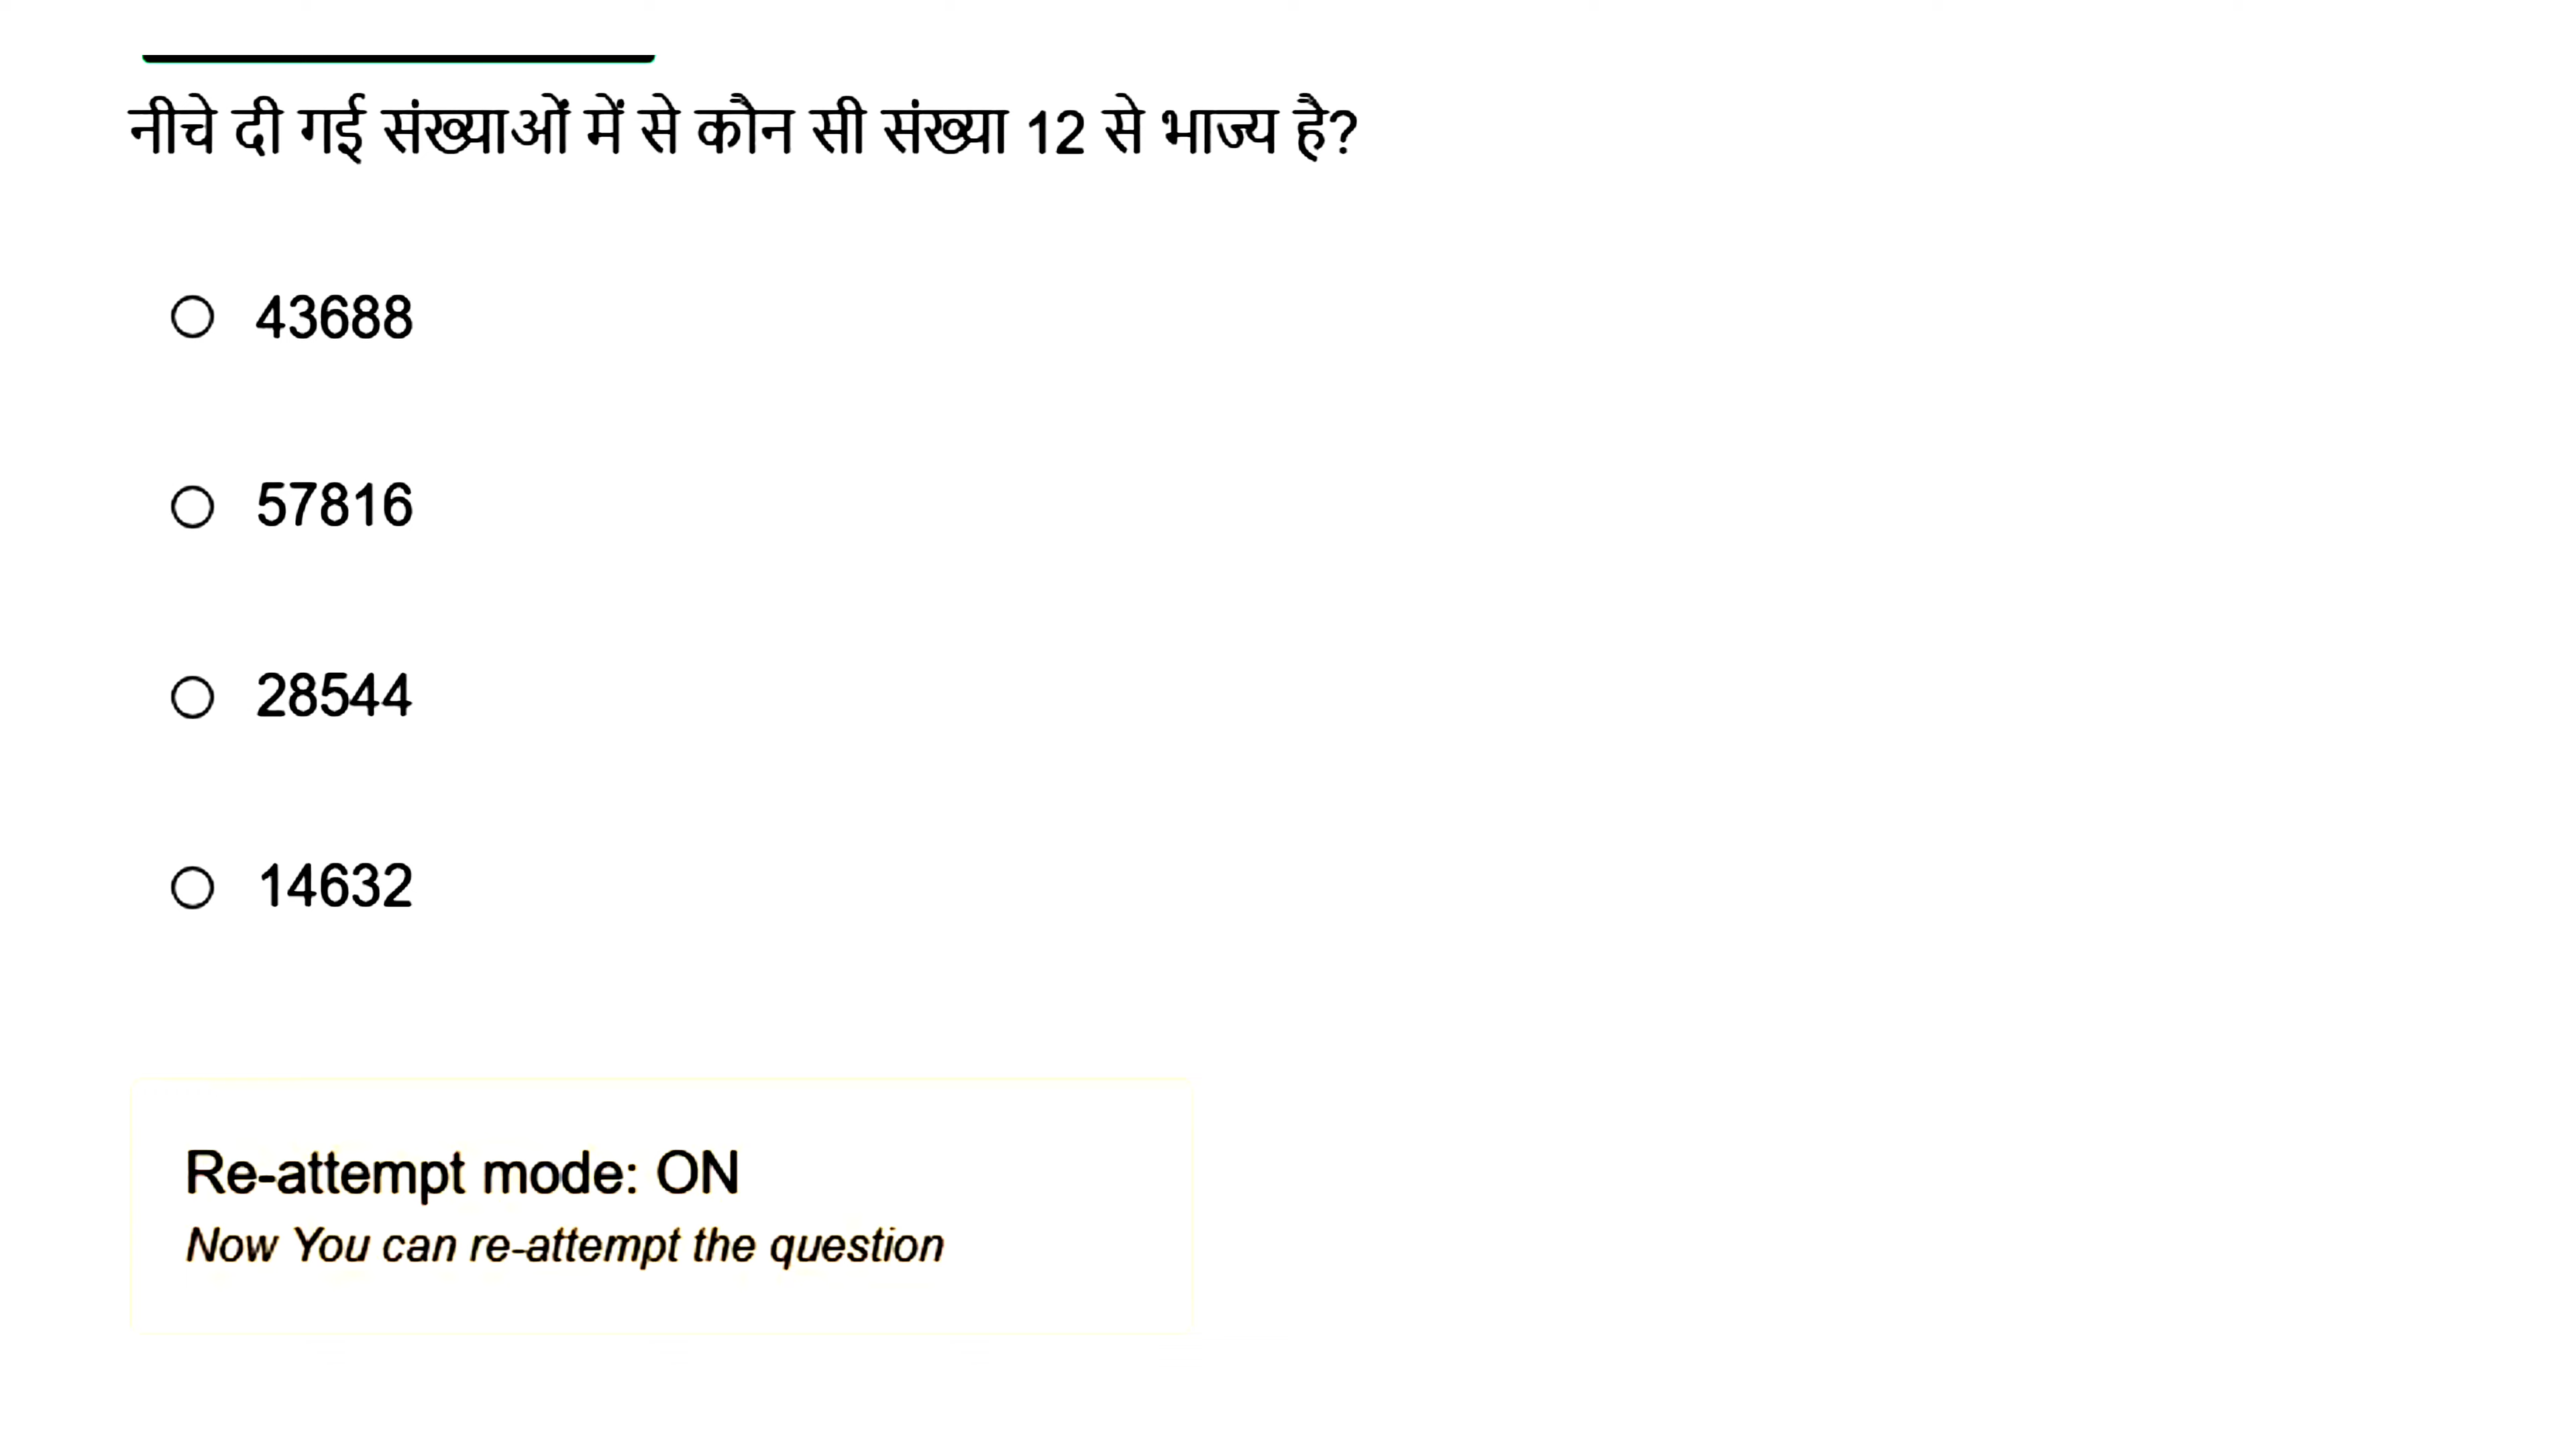 नीचे दी गई संख्याओं में से कौन सी संख्या 12 से भाज्य है?
43688
57816
28544
14632
Re-attempt mode: ON
Now You can re-attempt the question